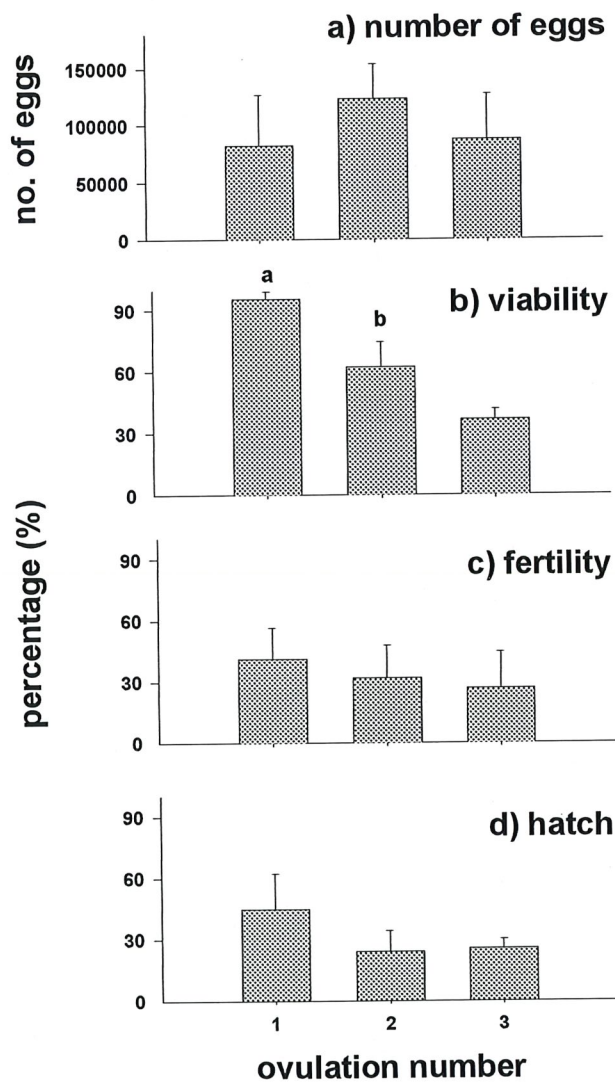 a) number of eggs
150000
100000
50000
0
no. of eggs
b) viability
a
b
90
60
30
0
percentage (%)
c) fertility
90
60
30
0
d) hatch
90
60
30
0
1 2 3
ovulation number